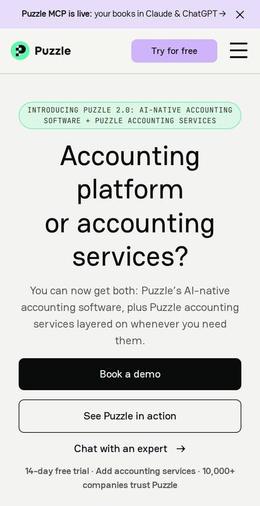 Puzzle MCP is live: your books in Claude & ChatGPT →
Puzzle
Try for free
INTRODUCING PUZZLE 2.0: AI-NATIVE ACCOUNTING
SOFTWARE + PUZZLE ACCOUNTING SERVICES
Accounting
platform
or accounting
services?
You can now get both: Puzzle's AI-native
accounting software, plus Puzzle accounting
services layered on whenever you need
them.
Book a demo
See Puzzle in action
Chat with an expert →
14-day free trial · Add accounting services · 10,000+
companies trust Puzzle